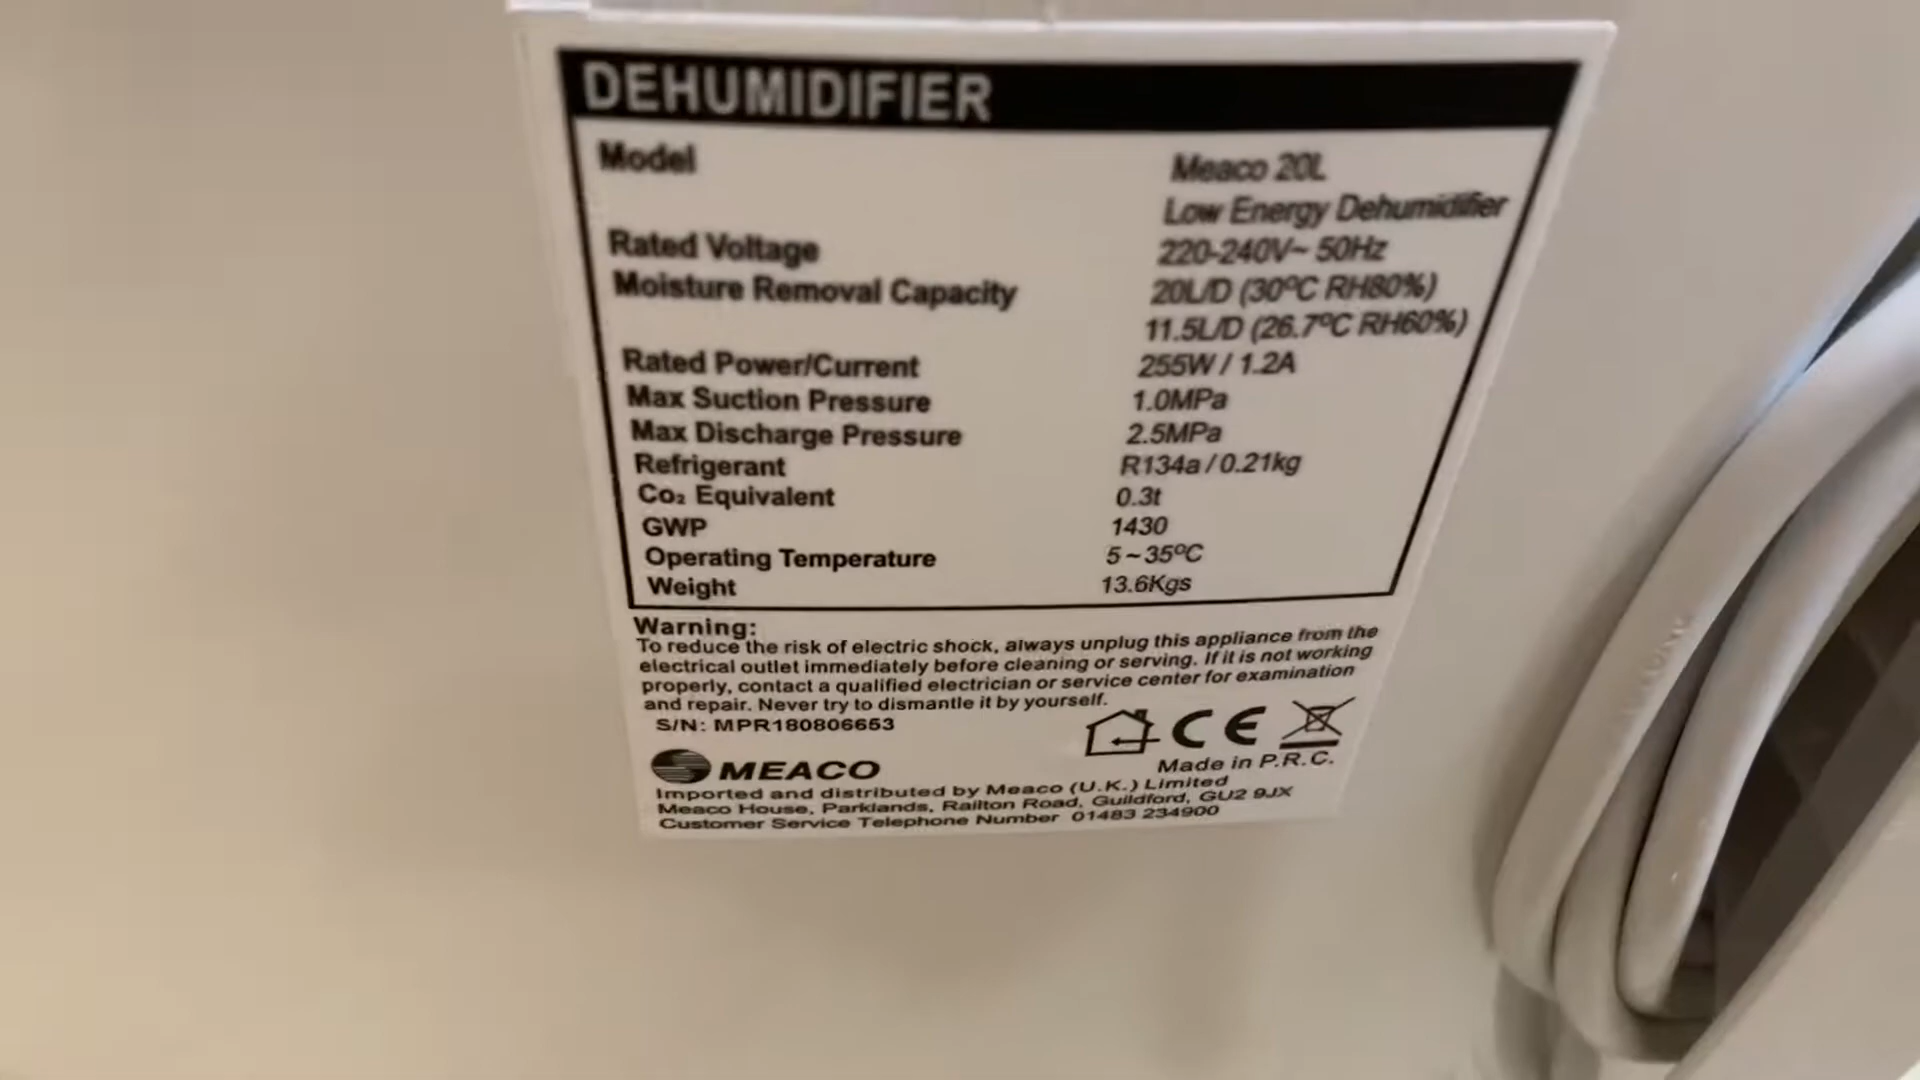 DEHUMIDIFIER
Model Meaco 20L
Low Energy Dehumidifier
Rated Voltage 220-240V~ 50Hz
Moisture Removal Capacity 20L/D (30ºC RH80%)
11.5L/D (26.7ºC RH60%)
Rated Power/Current 255W / 1.2A
Max Suction Pressure 1.0MPa
Max Discharge Pressure 2.5MPa
Refrigerant R134a / 0.21kg
Co₂ Equivalent 0.3t
GWP 1430
Operating Temperature 5~35ºC
Weight 13.6Kgs
Warning:
To reduce the risk of electric shock, always unplug this appliance from the
electrical outlet immediately before cleaning or serving. If it is not working
properly, contact a qualified electrician or service center for examination
and repair. Never try to dismantle it by yourself.
S/N: MPR180806653
CE
MEACO
Made in P.R.C.
Imported and distributed by Meaco (U.K.) Limited
Meaco House, Parklands, Railton Road, Guildford, GU2 9JX
Customer Service Telephone Number 01483 234900